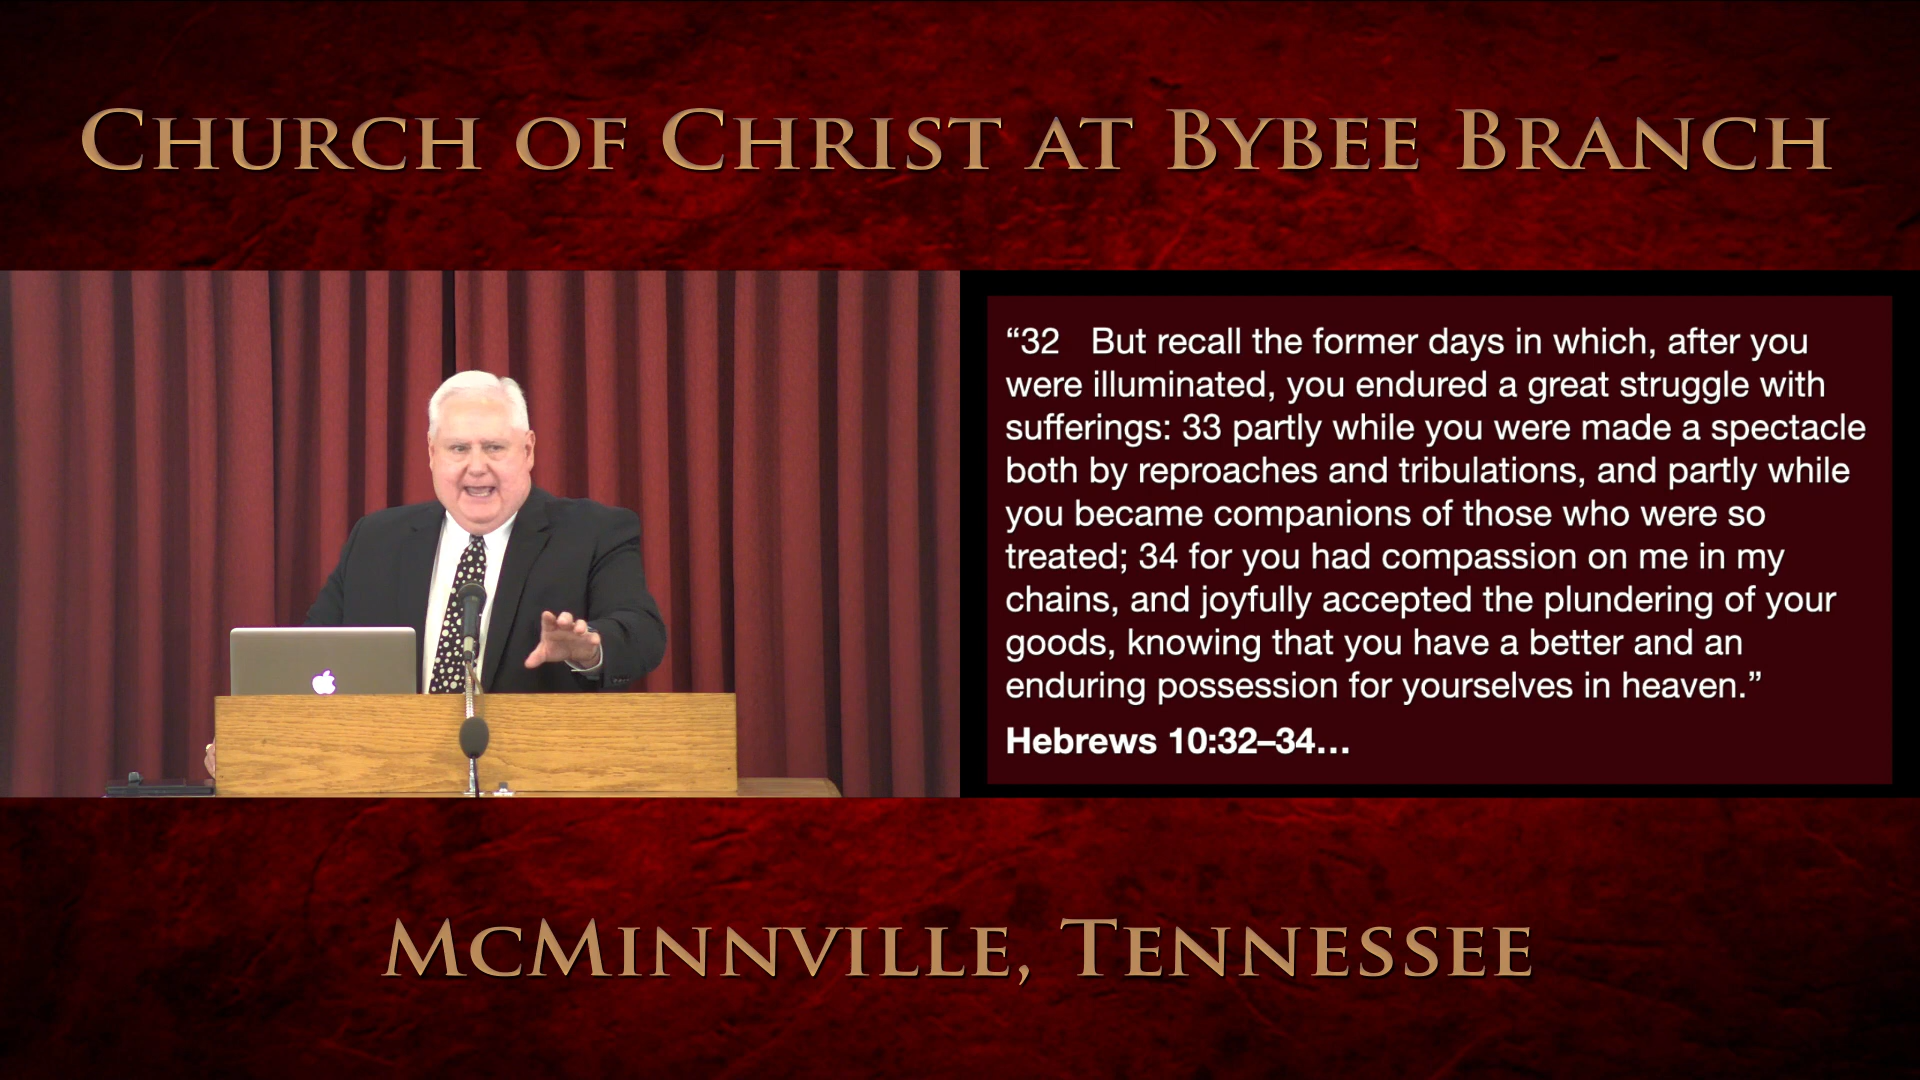 Church of Christ at Bybee Branch
“32 But recall the former days in which, after you
were illuminated, you endured a great struggle with
sufferings: 33 partly while you were made a spectacle
both by reproaches and tribulations, and partly while
you became companions of those who were so
treated; 34 for you had compassion on me in my
chains, and joyfully accepted the plundering of your
goods, knowing that you have a better and an
enduring possession for yourselves in heaven.”
Hebrews 10:32–34…
McMinnville, Tennessee